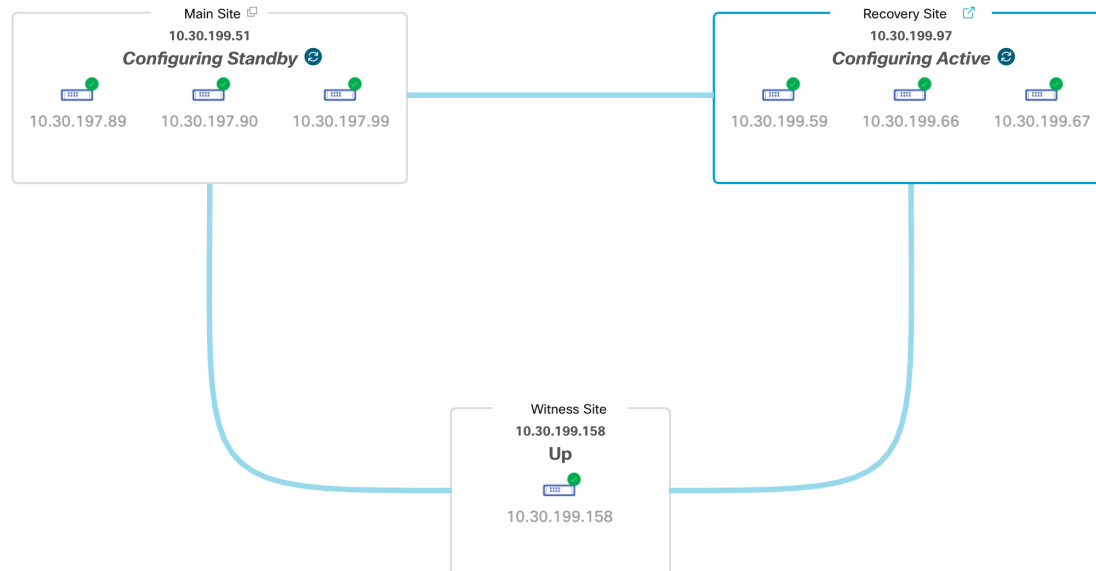 Main Site
10.30.199.51
Configuring Standby
10.30.197.89
10.30.197.90
10.30.197.99
Recovery Site
10.30.199.97
Configuring Active
10.30.199.59
10.30.199.66
10.30.199.67
Witness Site
10.30.199.158
Up
10.30.199.158